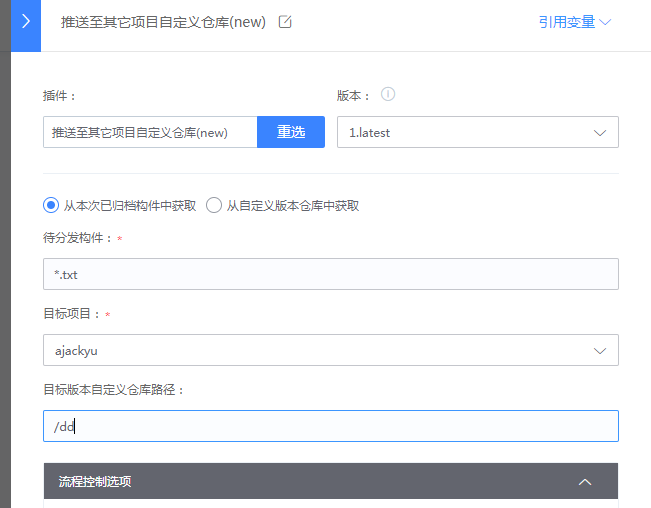 推送至其它项目自定义仓库(new) 引用变量
插件： 版本：
推送至其它项目自定义仓库(new) 重选 1.latest
从本次已归档构件中获取 从自定义版本仓库中获取
待分发构件： *
*.txt
目标项目： *
ajackyu
目标版本自定义仓库路径：
/dd
流程控制选项